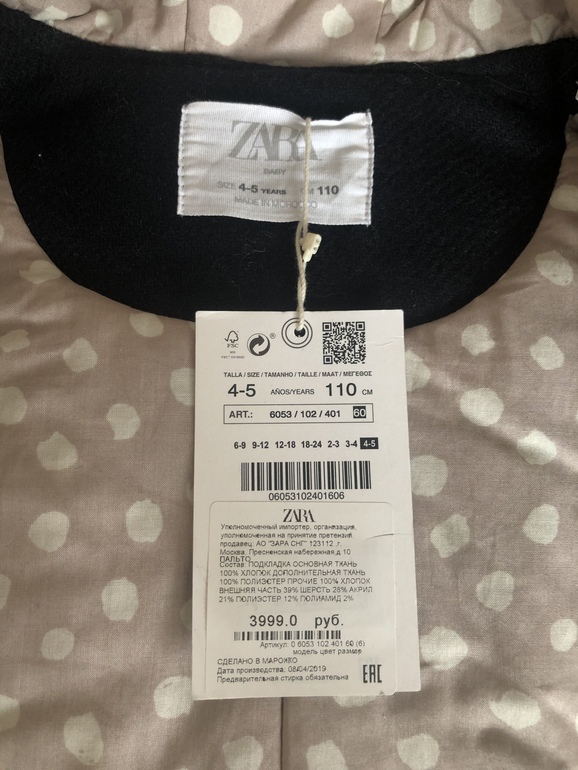 ZARA
BABY
SIZE 4-5 YEARS CM 110
MADE IN MOROCCO
FSC
TALLA / SIZE / TAMANHO / TAILLE / MAAT / ΜΕΓΕΘΟΣ
4-5 AÑOS/YEARS 110 CM
ART.: 6053 / 102 / 401 60
6-9 9-12 12-18 18-24 2-3 3-4 4-5
06053102401606
ZARA
Уполномоченный импортер, организация,
уполномоченная на принятие претензий,
продавец: АО "ЗАРА СНГ" 123112 ,г.
Москва, Пресненская набережная,д.10
ПАЛЬТО
Состав: ПОДКЛАДКА ОСНОВНАЯ ТКАНЬ
100% ХЛОПОК ДОПОЛНИТЕЛЬНАЯ ТКАНЬ
100% ПОЛИЭСТЕР ПРОЧИЕ 100% ХЛОПОК
ВНЕШНЯЯ ЧАСТЬ 39% ШЕРСТЬ 26% АКРИЛ
21% ПОЛИЭСТЕР 12% ПОЛИАМИД 2%
3999.0 руб.
Артикул: 0 6053 102 401 60 (6)
модель цвет размер
СДЕЛАНО В МАРОККО
Дата производства: 08/04/2019
Предварительная стирка обязательна
EAC